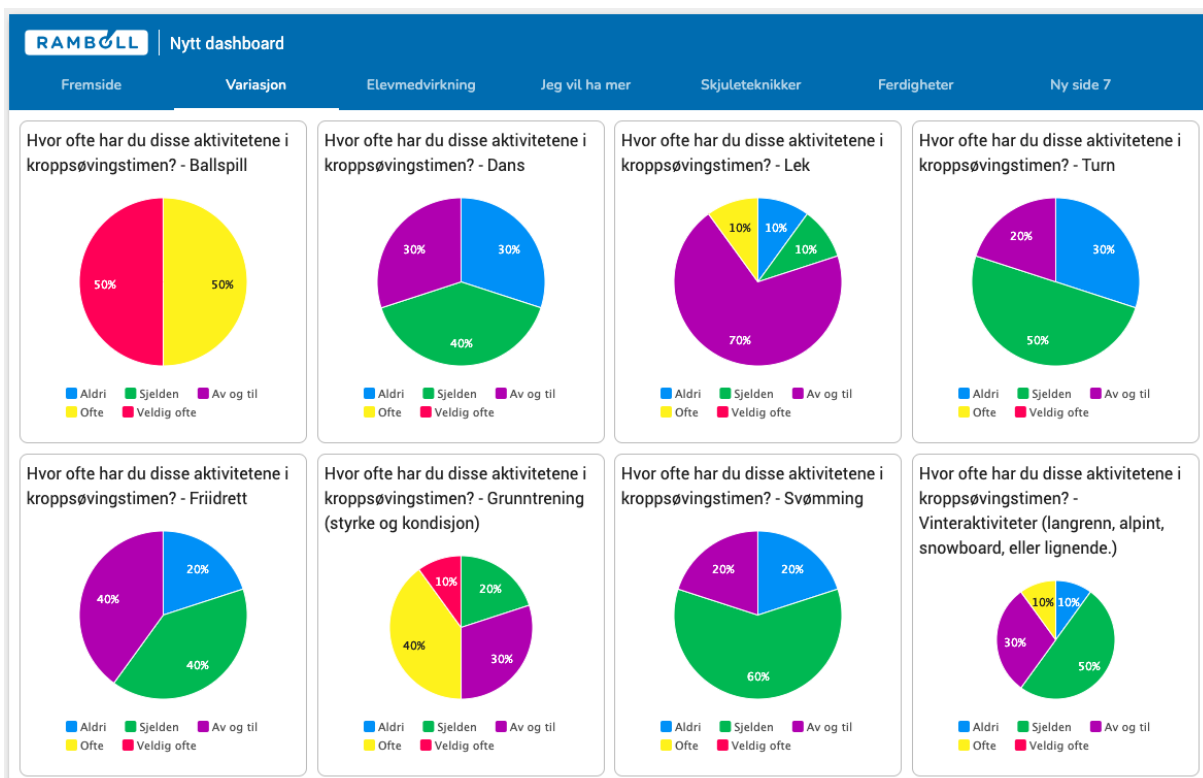 RAMBOLL Nytt dashboard
Fremside Variasjon Elevmedvirkning Jeg vil ha mer Skjuleteknikker Ferdigheter Ny side 7
Hvor ofte har du disse aktivitetene i
kroppsøvingstimen? - Ballspill
50%
50%
Aldri Sjelden Av og til
Ofte Veldig ofte
Hvor ofte har du disse aktivitetene i
kroppsøvingstimen? - Dans
30%
30%
40%
Aldri Sjelden Av og til
Ofte Veldig ofte
Hvor ofte har du disse aktivitetene i
kroppsøvingstimen? - Lek
10%
10%
10%
70%
Aldri Sjelden Av og til
Ofte Veldig ofte
Hvor ofte har du disse aktivitetene i
kroppsøvingstimen? - Turn
20%
30%
50%
Aldri Sjelden Av og til
Ofte Veldig ofte
Hvor ofte har du disse aktivitetene i
kroppsøvingstimen? - Friidrett
20%
40%
40%
Aldri Sjelden Av og til
Ofte Veldig ofte
Hvor ofte har du disse aktivitetene i
kroppsøvingstimen? - Grunntrening
(styrke og kondisjon)
10%
20%
40%
30%
Aldri Sjelden Av og til
Ofte Veldig ofte
Hvor ofte har du disse aktivitetene i
kroppsøvingstimen? - Svømming
20%
20%
60%
Aldri Sjelden Av og til
Ofte Veldig ofte
Hvor ofte har du disse aktivitetene i
kroppsøvingstimen? -
Vinteraktiviteter (langrenn, alpint,
snowboard, eller lignende.)
10%
10%
30%
50%
Aldri Sjelden Av og til
Ofte Veldig ofte